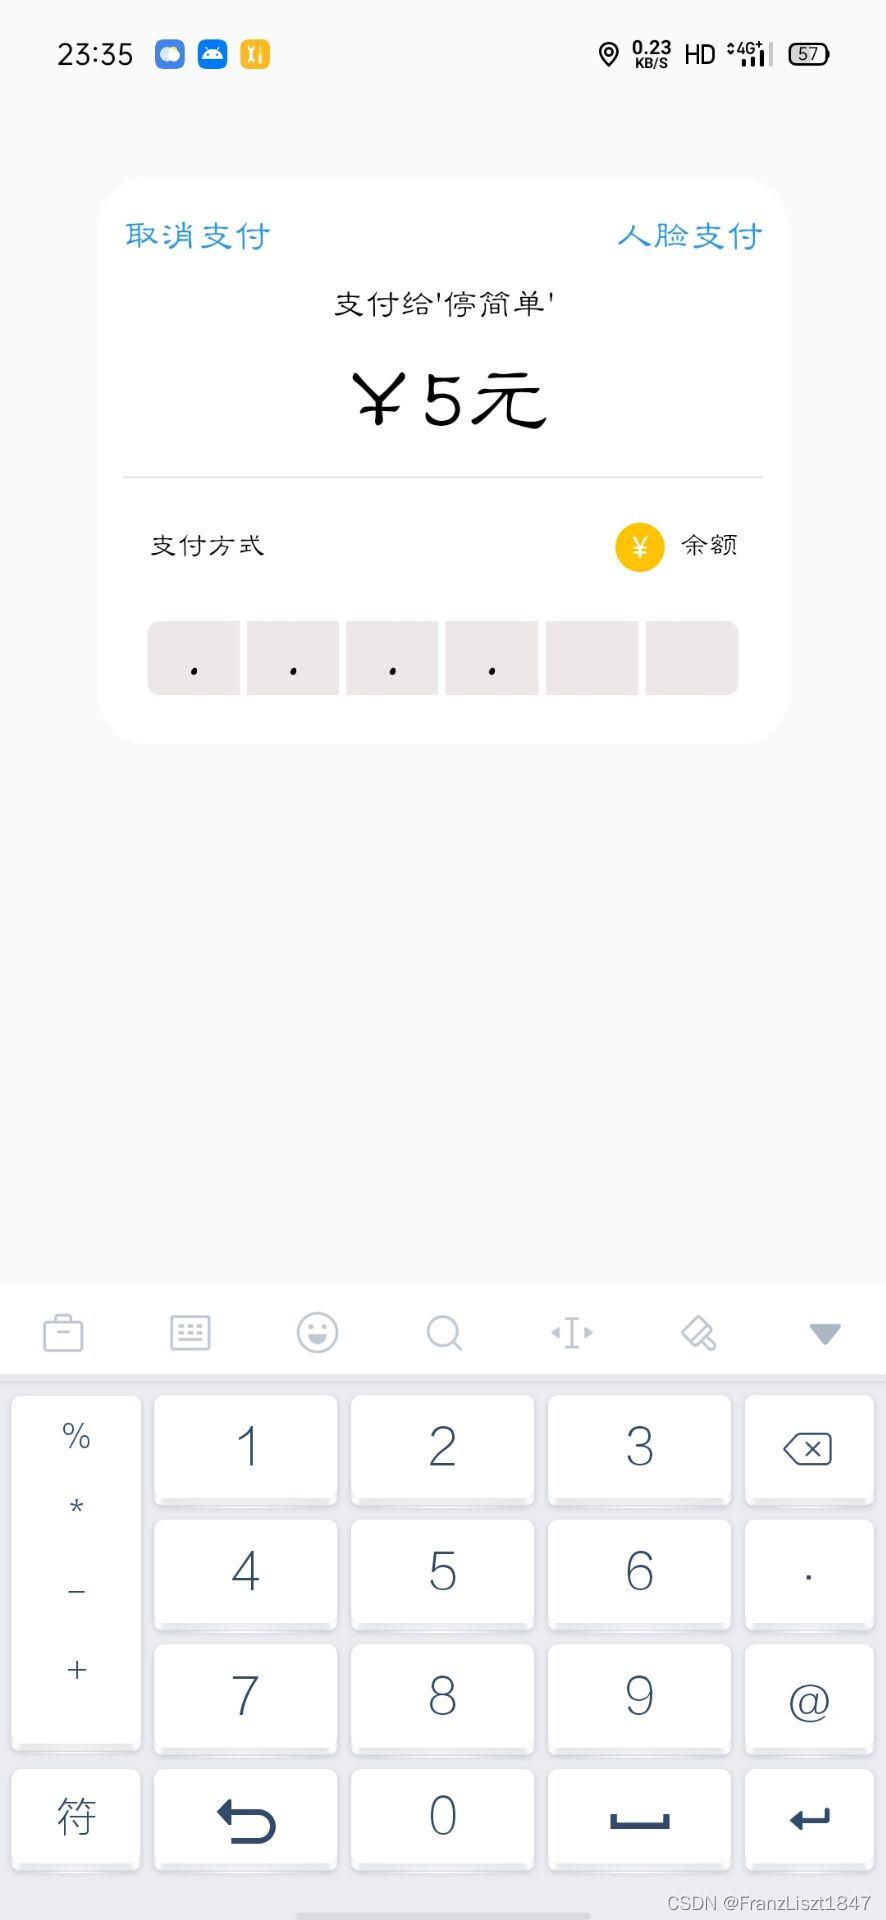 23:35 0.23 KB/S HD 4G+ 57
取消支付 人脸支付
支付给'停简单'
￥5元
支付方式 ¥ 余额
. . . .
% 1 2 3
*
- 4 5 6 .
+ 7 8 9 @
符 0
CSDN @FranzLiszt1847